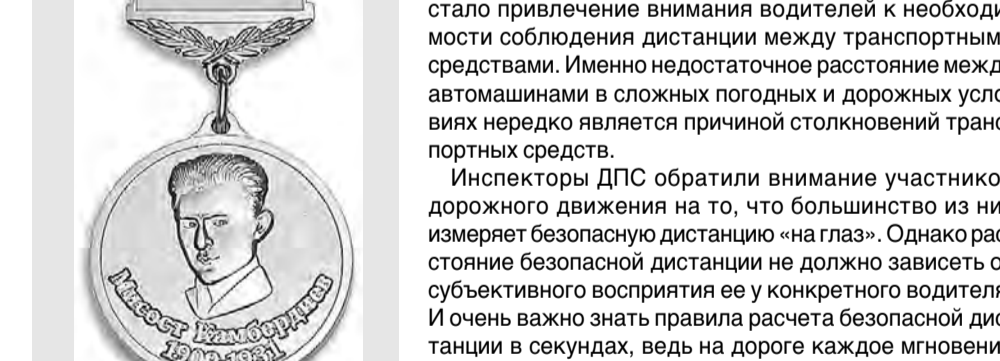 Мисост Камбердиев
1909-1931
стало привлечение внимания водителей к необходи
мости соблюдения дистанции между транспортным
средствами. Именно недостаточное расстояние межд
автомашинами в сложных погодных и дорожных усло
виях нередко является причиной столкновений транс
портных средств.
Инспекторы ДПС обратили внимание участнико
дорожного движения на то, что большинство из ни
измеряет безопасную дистанцию «на глаз». Однако рас
стояние безопасной дистанции не должно зависеть о
субъективного восприятия ее у конкретного водителя
И очень важно знать правила расчета безопасной дис
танции в секундах, ведь на дороге каждое мгновени